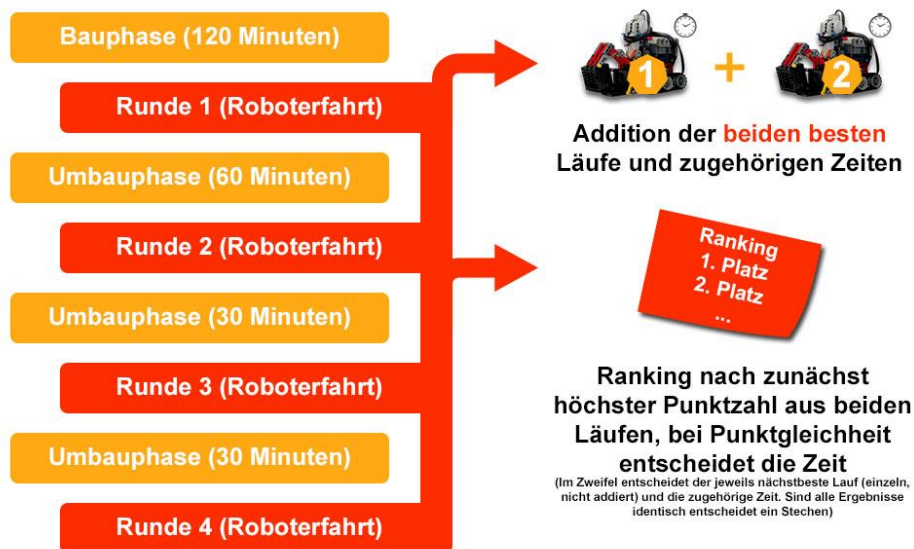 Bauphase (120 Minuten)
Runde 1 (Roboterfahrt)
Umbauphase (60 Minuten)
Runde 2 (Roboterfahrt)
Umbauphase (30 Minuten)
Runde 3 (Roboterfahrt)
Umbauphase (30 Minuten)
Runde 4 (Roboterfahrt)
1 + 2
Addition der beiden besten
Läufe und zugehörigen Zeiten
Ranking
1. Platz
2. Platz
...
Ranking nach zunächst
höchster Punktzahl aus beiden
Läufen, bei Punktgleichheit
entscheidet die Zeit
(Im Zweifel entscheidet der jeweils nächstbeste Lauf (einzeln,
nicht addiert) und die zugehörige Zeit. Sind alle Ergebnisse
identisch entscheidet ein Stechen)